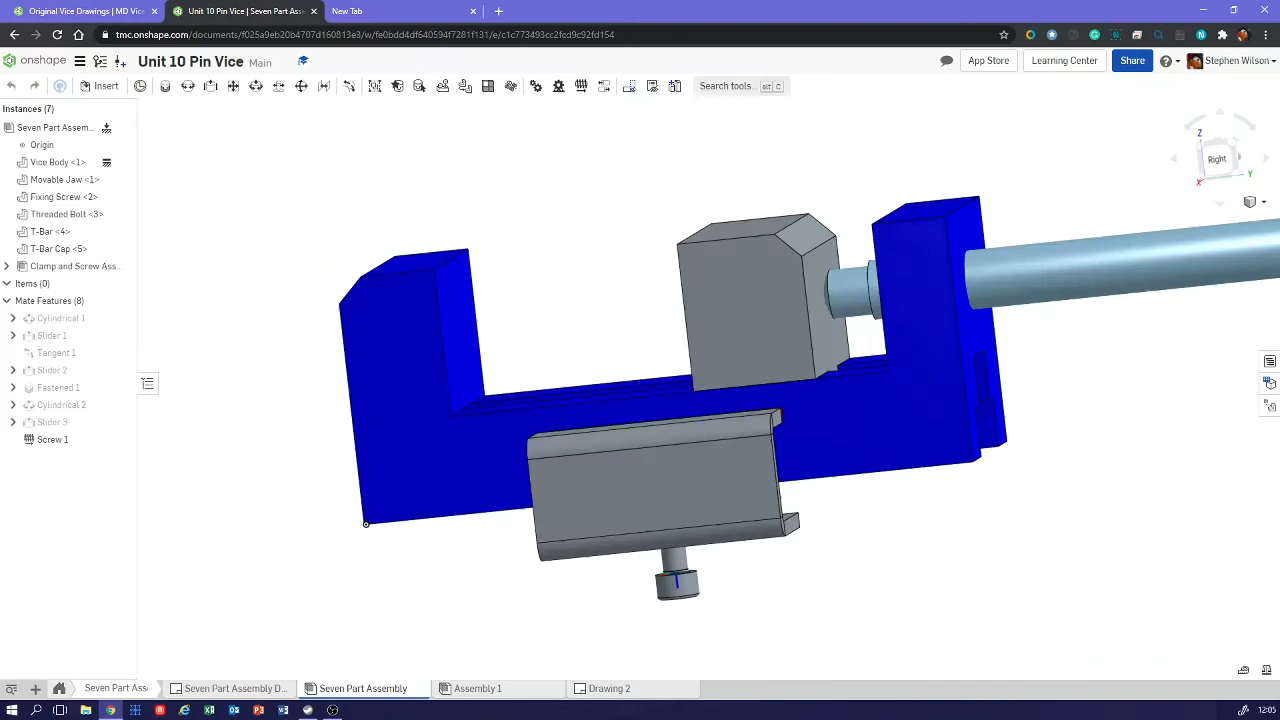 Original Vice Drawings | MD Vic
Unit 10 Pin Vice | Seven Part Asse
New Tab
tmc.onshape.com/documents/f025a9eb20b4707d160813e3/w/fe0bdd4df640594f7281f131/e/c1c773493cc2fcd9c92fd154
onshape
Unit 10 Pin Vice
Main
App Store
Learning Center
Share
Stephen Wilson
Insert
Search tools...
alt
C
Instances (7)
Seven Part Assem...
Origin
Vice Body <1>
Movable Jaw <1>
Fixing Screw <2>
Threaded Bolt <3>
T-Bar <4>
T-Bar Cap <5>
Clamp and Screw Ass...
Items (0)
Mate Features (8)
Cylindrical 1
Slider 1
Tangent 1
Slider 2
Fastened 1
Cylindrical 2
Slider 3
Screw 1
Z
Right
Y
X
Seven Part Asse
Seven Part Assembly D...
Seven Part Assembly
Assembly 1
Drawing 2
12:05